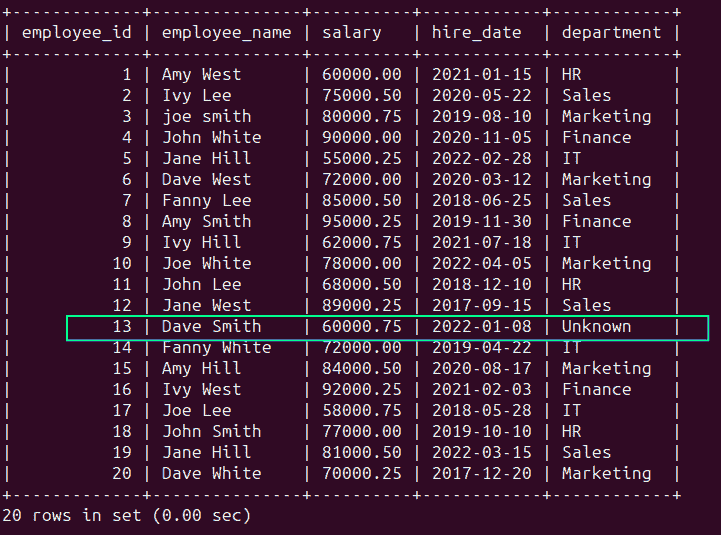 +-------------+---------------+----------+------------+------------+
| employee_id | employee_name | salary   | hire_date  | department |
+-------------+---------------+----------+------------+------------+
|           1 | Amy West      | 60000.00 | 2021-01-15 | HR         |
|           2 | Ivy Lee       | 75000.50 | 2020-05-22 | Sales      |
|           3 | joe smith     | 80000.75 | 2019-08-10 | Marketing  |
|           4 | John White    | 90000.00 | 2020-11-05 | Finance    |
|           5 | Jane Hill     | 55000.25 | 2022-02-28 | IT         |
|           6 | Dave West     | 72000.00 | 2020-03-12 | Marketing  |
|           7 | Fanny Lee     | 85000.50 | 2018-06-25 | Sales      |
|           8 | Amy Smith     | 95000.25 | 2019-11-30 | Finance    |
|           9 | Ivy Hill      | 62000.75 | 2021-07-18 | IT         |
|          10 | Joe White     | 78000.00 | 2022-04-05 | Marketing  |
|          11 | John Lee      | 68000.50 | 2018-12-10 | HR         |
|          12 | Jane West     | 89000.25 | 2017-09-15 | Sales      |
|          13 | Dave Smith    | 60000.75 | 2022-01-08 | Unknown    |
|          14 | Fanny White   | 72000.00 | 2019-04-22 | IT         |
|          15 | Amy Hill      | 84000.50 | 2020-08-17 | Marketing  |
|          16 | Ivy West      | 92000.25 | 2021-02-03 | Finance    |
|          17 | Joe Lee       | 58000.75 | 2018-05-28 | IT         |
|          18 | John Smith    | 77000.00 | 2019-10-10 | HR         |
|          19 | Jane Hill     | 81000.50 | 2022-03-15 | Sales      |
|          20 | Dave White    | 70000.25 | 2017-12-20 | Marketing  |
+-------------+---------------+----------+------------+------------+
20 rows in set (0.00 sec)